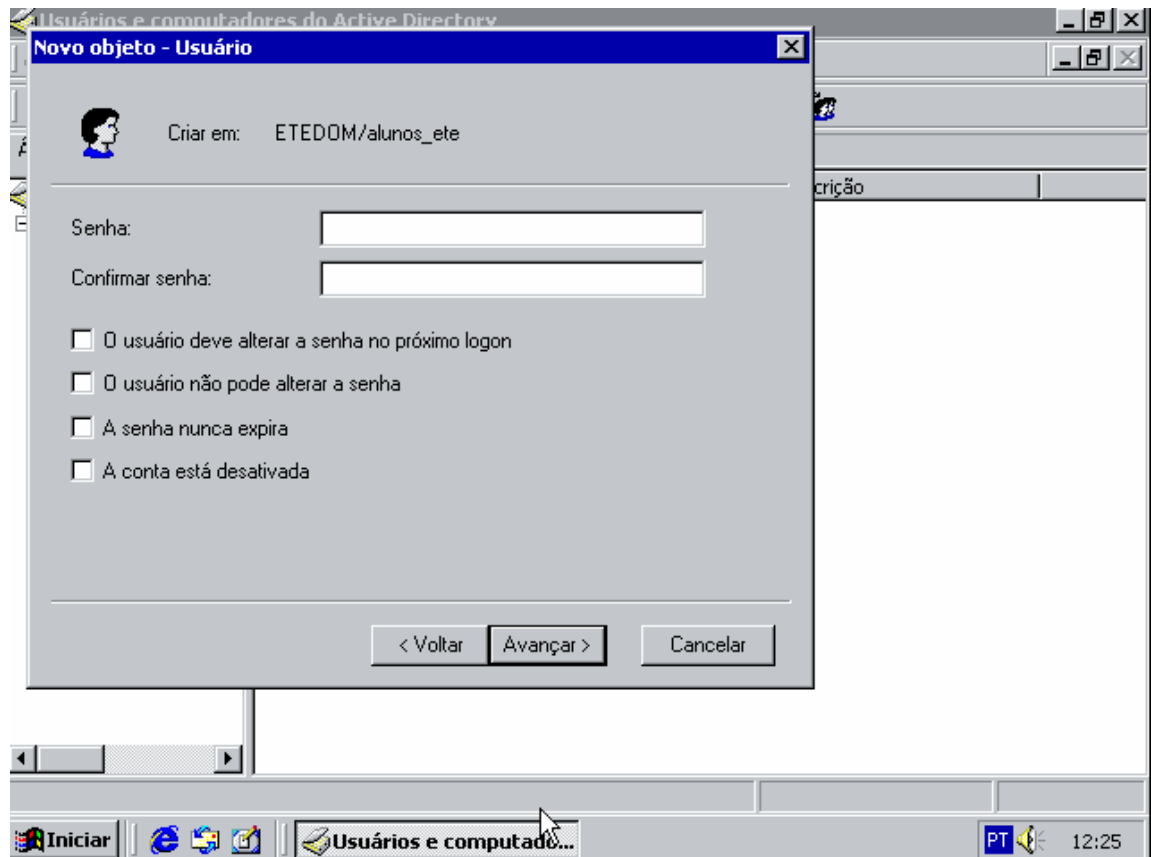 Usuários e computadores do Active Directory
Novo objeto - Usuário
Criar em: ETEDOM/alunos_ete
crição
Senha:
Confirmar senha:
O usuário deve alterar a senha no próximo logon
O usuário não pode alterar a senha
A senha nunca expira
A conta está desativada
< Voltar Avançar > Cancelar
Iniciar Usuários e computado... PT 12:25